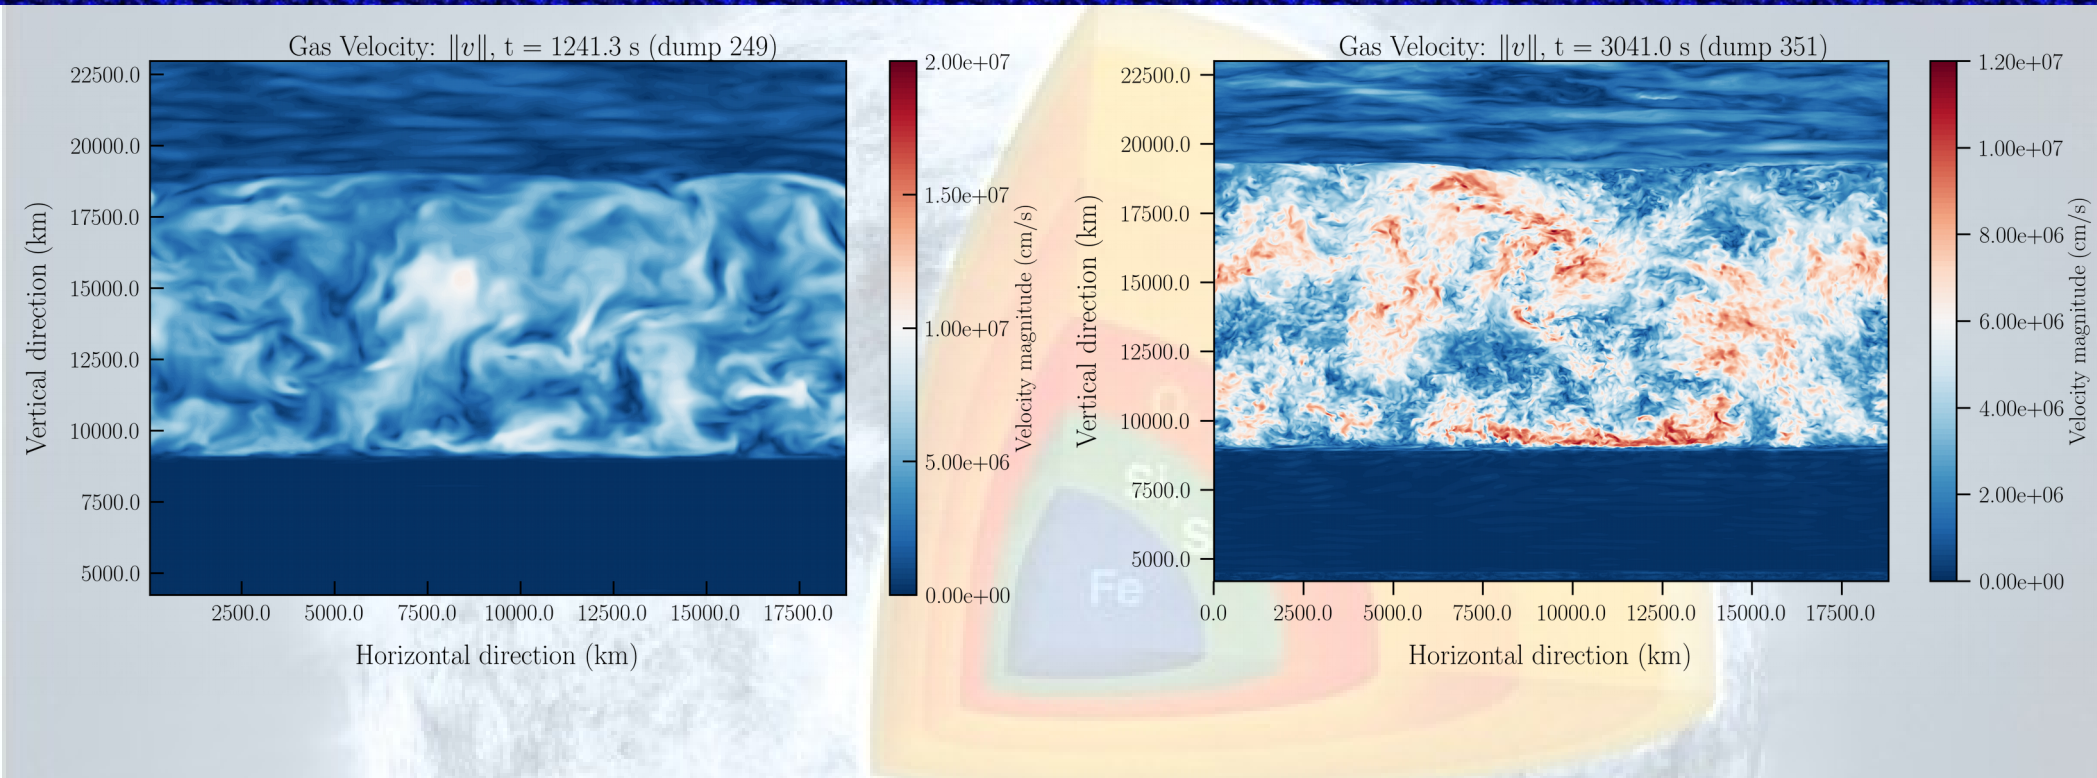 Gas Velocity: ‖v‖, t = 1241.3 s (dump 249)
22500.0
20000.0
17500.0
15000.0
12500.0
10000.0
7500.0
5000.0
Vertical direction (km)
2500.0 5000.0 7500.0 10000.0 12500.0 15000.0 17500.0
Horizontal direction (km)
2.00e+07
1.50e+07
1.00e+07
5.00e+06
0.00e+00
Velocity magnitude (cm/s)
Gas Velocity: ‖v‖, t = 3041.0 s (dump 351)
22500.0
20000.0
17500.0
15000.0
12500.0
10000.0
7500.0
5000.0
Vertical direction (km)
0.0 2500.0 5000.0 7500.0 10000.0 12500.0 15000.0 17500.0
Horizontal direction (km)
1.20e+07
1.00e+07
8.00e+06
6.00e+06
4.00e+06
2.00e+06
0.00e+00
Velocity magnitude (cm/s)
O
Si
S
Fe